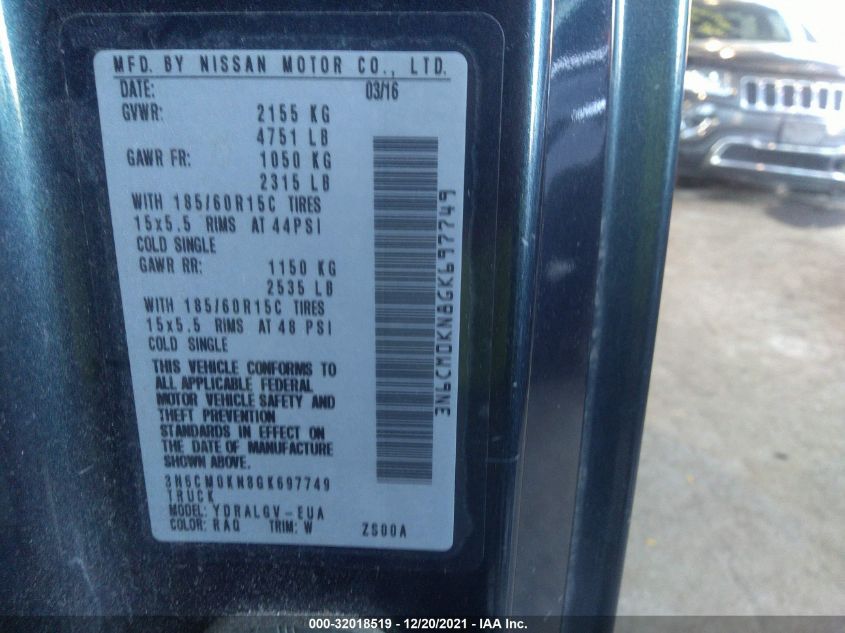 MFD. BY NISSAN MOTOR CO., LTD.
DATE: 03/16
GVWR: 2155 KG
4751 LB
GAWR FR: 1050 KG
2315 LB
WITH 185/60R15C TIRES
15x5.5 RIMS AT 44PSI
COLD SINGLE
GAWR RR: 1150 KG
2535 LB
WITH 185/60R15C TIRES
15x5.5 RIMS AT 48 PSI
COLD SINGLE
THIS VEHICLE CONFORMS TO
ALL APPLICABLE FEDERAL
MOTOR VEHICLE SAFETY AND
THEFT PREVENTION
STANDARDS IN EFFECT ON
THE DATE OF MANUFACTURE
SHOWN ABOVE.
3N6CM0KN8GK697749
TRUCK
MODEL: YDRALGV-EUA
COLOR: RAQ TRIM: W ZS00A
3N6CM0KN8GK697749
000-32018519 - 12/20/2021 - IAA Inc.